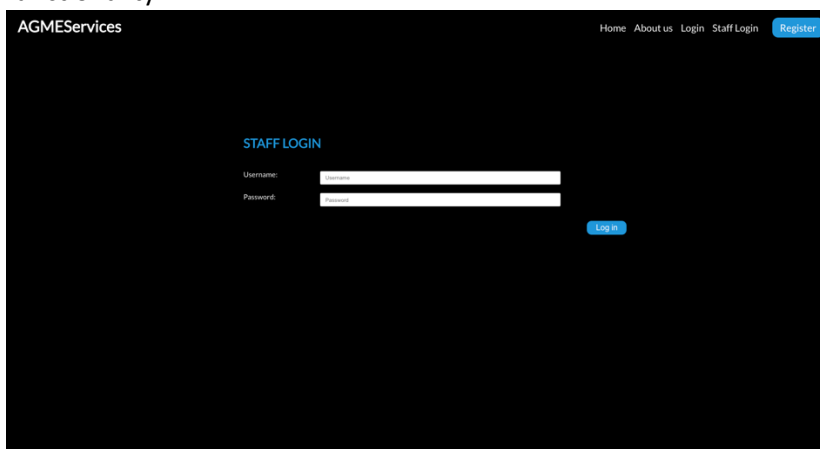 AGMEServices
Home About us Login Staff Login Register
STAFF LOGIN
Username: Username
Password: Password
Log in